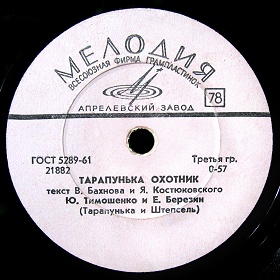 МЕЛОДИЯ
ВСЕСОЮЗНАЯ ФИРМА ГРАМПЛАСТИНОК
АПРЕЛЕВСКИЙ ЗАВОД
78
ГОСТ 5289-61
Третья гр.
21882
0-57
ТАРАПУНЬКА ОХОТНИК
текст В. Бахнова и Я. Костюковского
Ю. Тимошенко и Е. Березин
(Тарапунька и Штепсель)